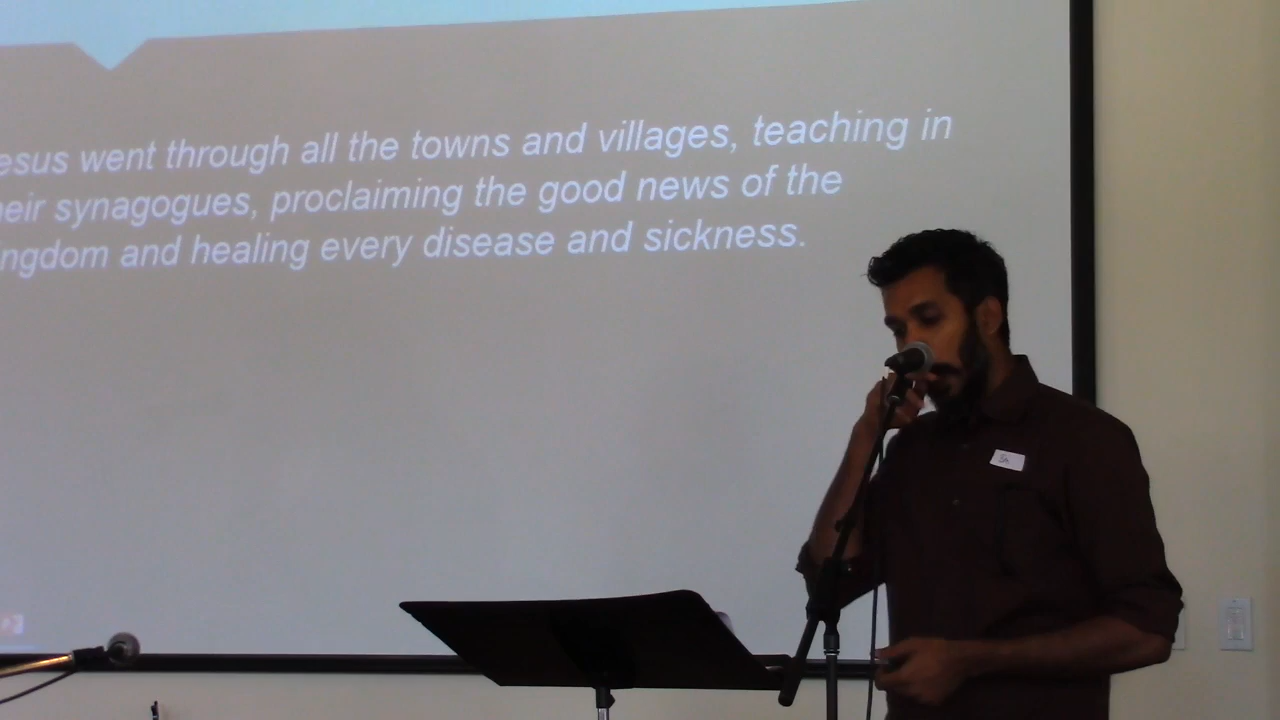 esus went through all the towns and villages, teaching in
heir synagogues, proclaiming the good news of the
ngdom and healing every disease and sickness.